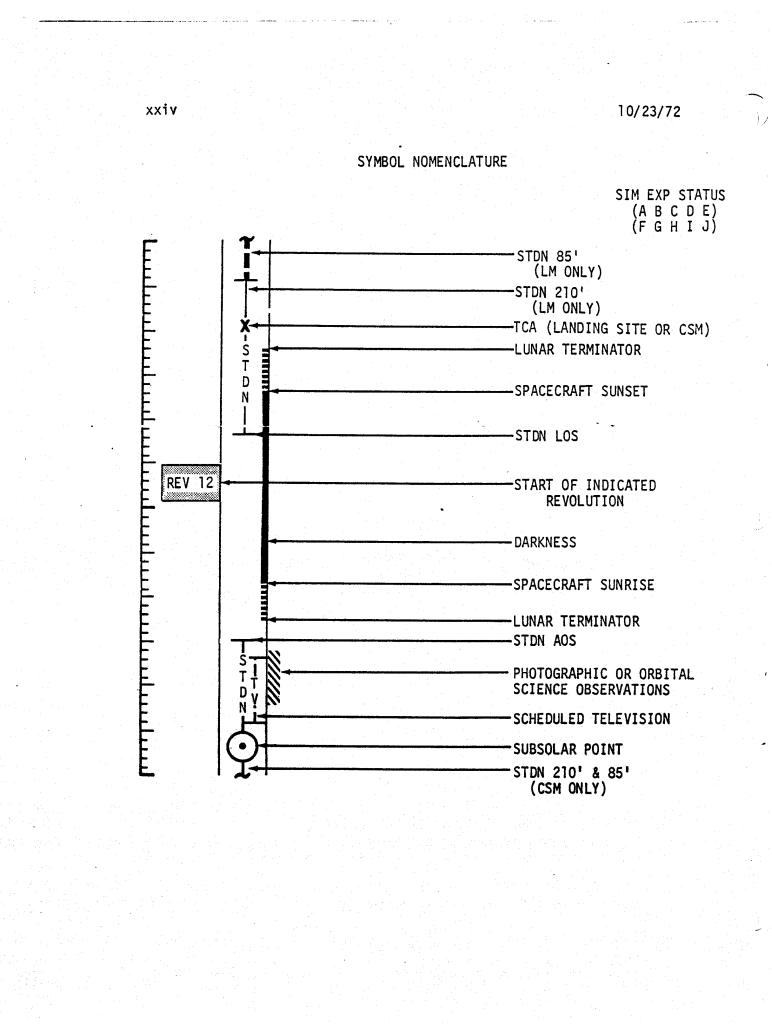 xxiv
10/23/72
SYMBOL NOMENCLATURE
SIM EXP STATUS
(A B C D E)
(F G H I J)
STDN 85'
(LM ONLY)
STDN 210'
(LM ONLY)
X
TCA (LANDING SITE OR CSM)
LUNAR TERMINATOR
STDN
SPACECRAFT SUNSET
STDN LOS
REV 12
START OF INDICATED
REVOLUTION
DARKNESS
SPACECRAFT SUNRISE
LUNAR TERMINATOR
STDN AOS
STDN
TV
PHOTOGRAPHIC OR ORBITAL
SCIENCE OBSERVATIONS
SCHEDULED TELEVISION
SUBSOLAR POINT
STDN 210' & 85'
(CSM ONLY)